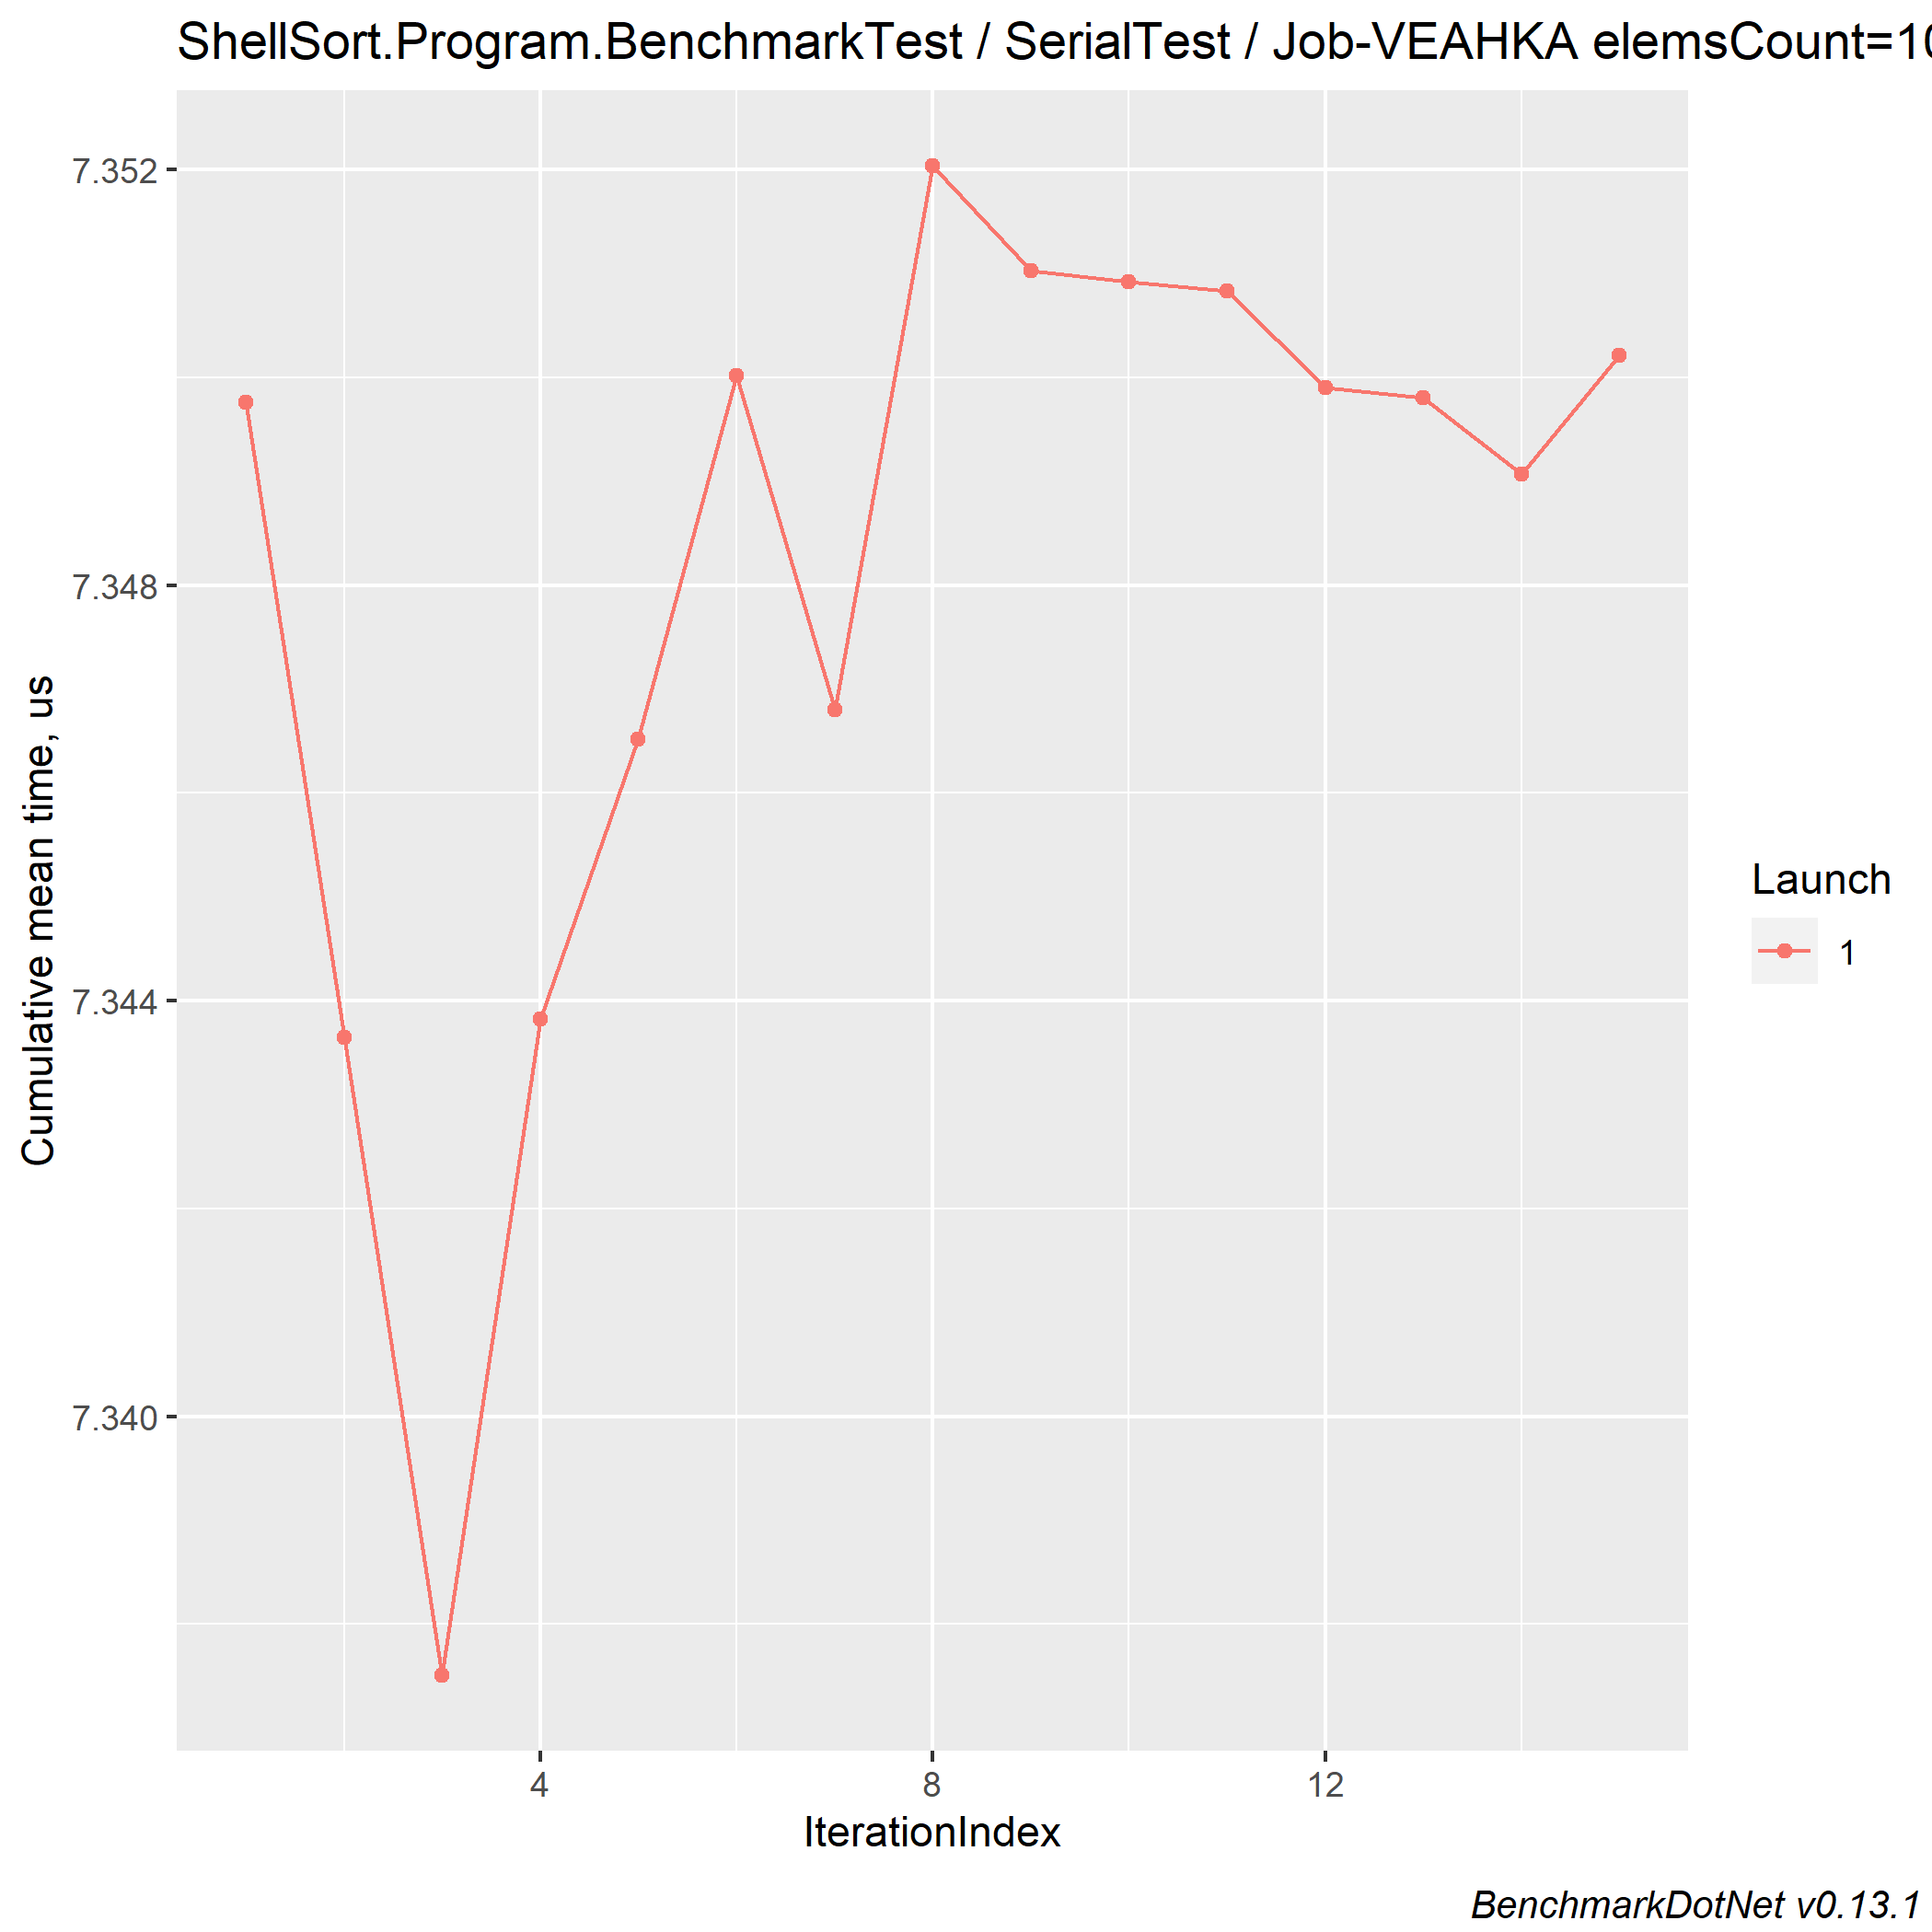 ShellSort.Program.BenchmarkTest / SerialTest / Job-VEAHKA elemsCount=10
7.352
7.348
7.344
7.340
Cumulative mean time, us
4
8
12
IterationIndex
Launch
1
BenchmarkDotNet v0.13.1